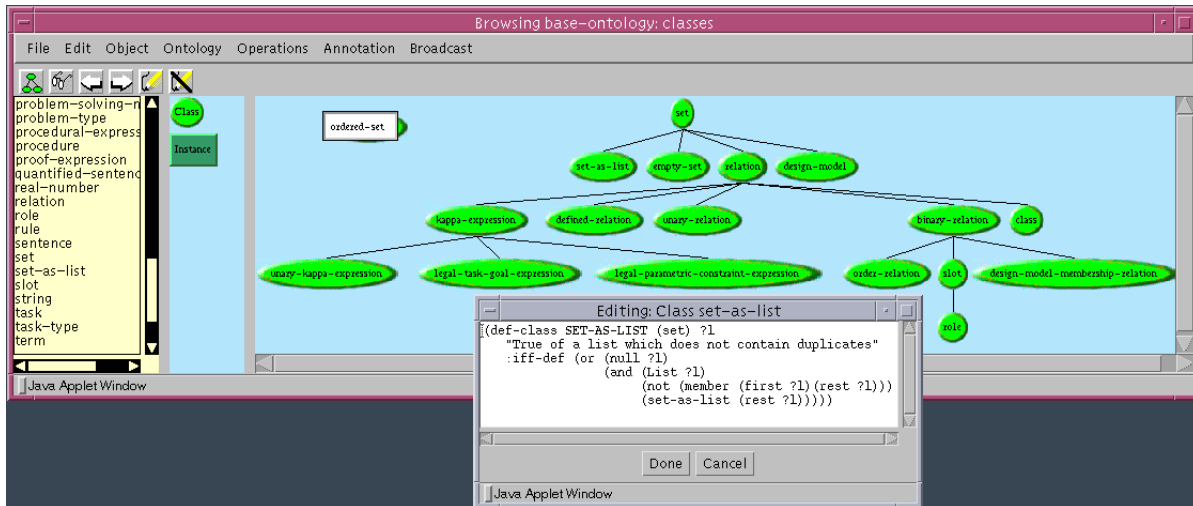 Browsing base-ontology: classes
File Edit Object Ontology Operations Annotation Broadcast
problem-solving-m
problem-type
procedural-express
procedure
proof-expression
quantified-sentenc
real-number
relation
role
rule
sentence
set
set-as-list
slot
string
task
task-type
term
Class
Instance
ordered-set
set
set-as-list empty-set relation design-model
kappa-expression defined-relation unary-relation binary-relation class
unary-kappa-expression legal-task-goal-expression legal-parametric-constraint-expression order-relation slot design-model-membership-relation
role
Java Applet Window
Editing: Class set-as-list
(def-class SET-AS-LIST (set) ?l
"True of a list which does not contain duplicates"
:iff-def (or (null ?l)
(and (List ?l)
(not (member (first ?l)(rest ?l)))
(set-as-list (rest ?l)))))
Done Cancel
Java Applet Window